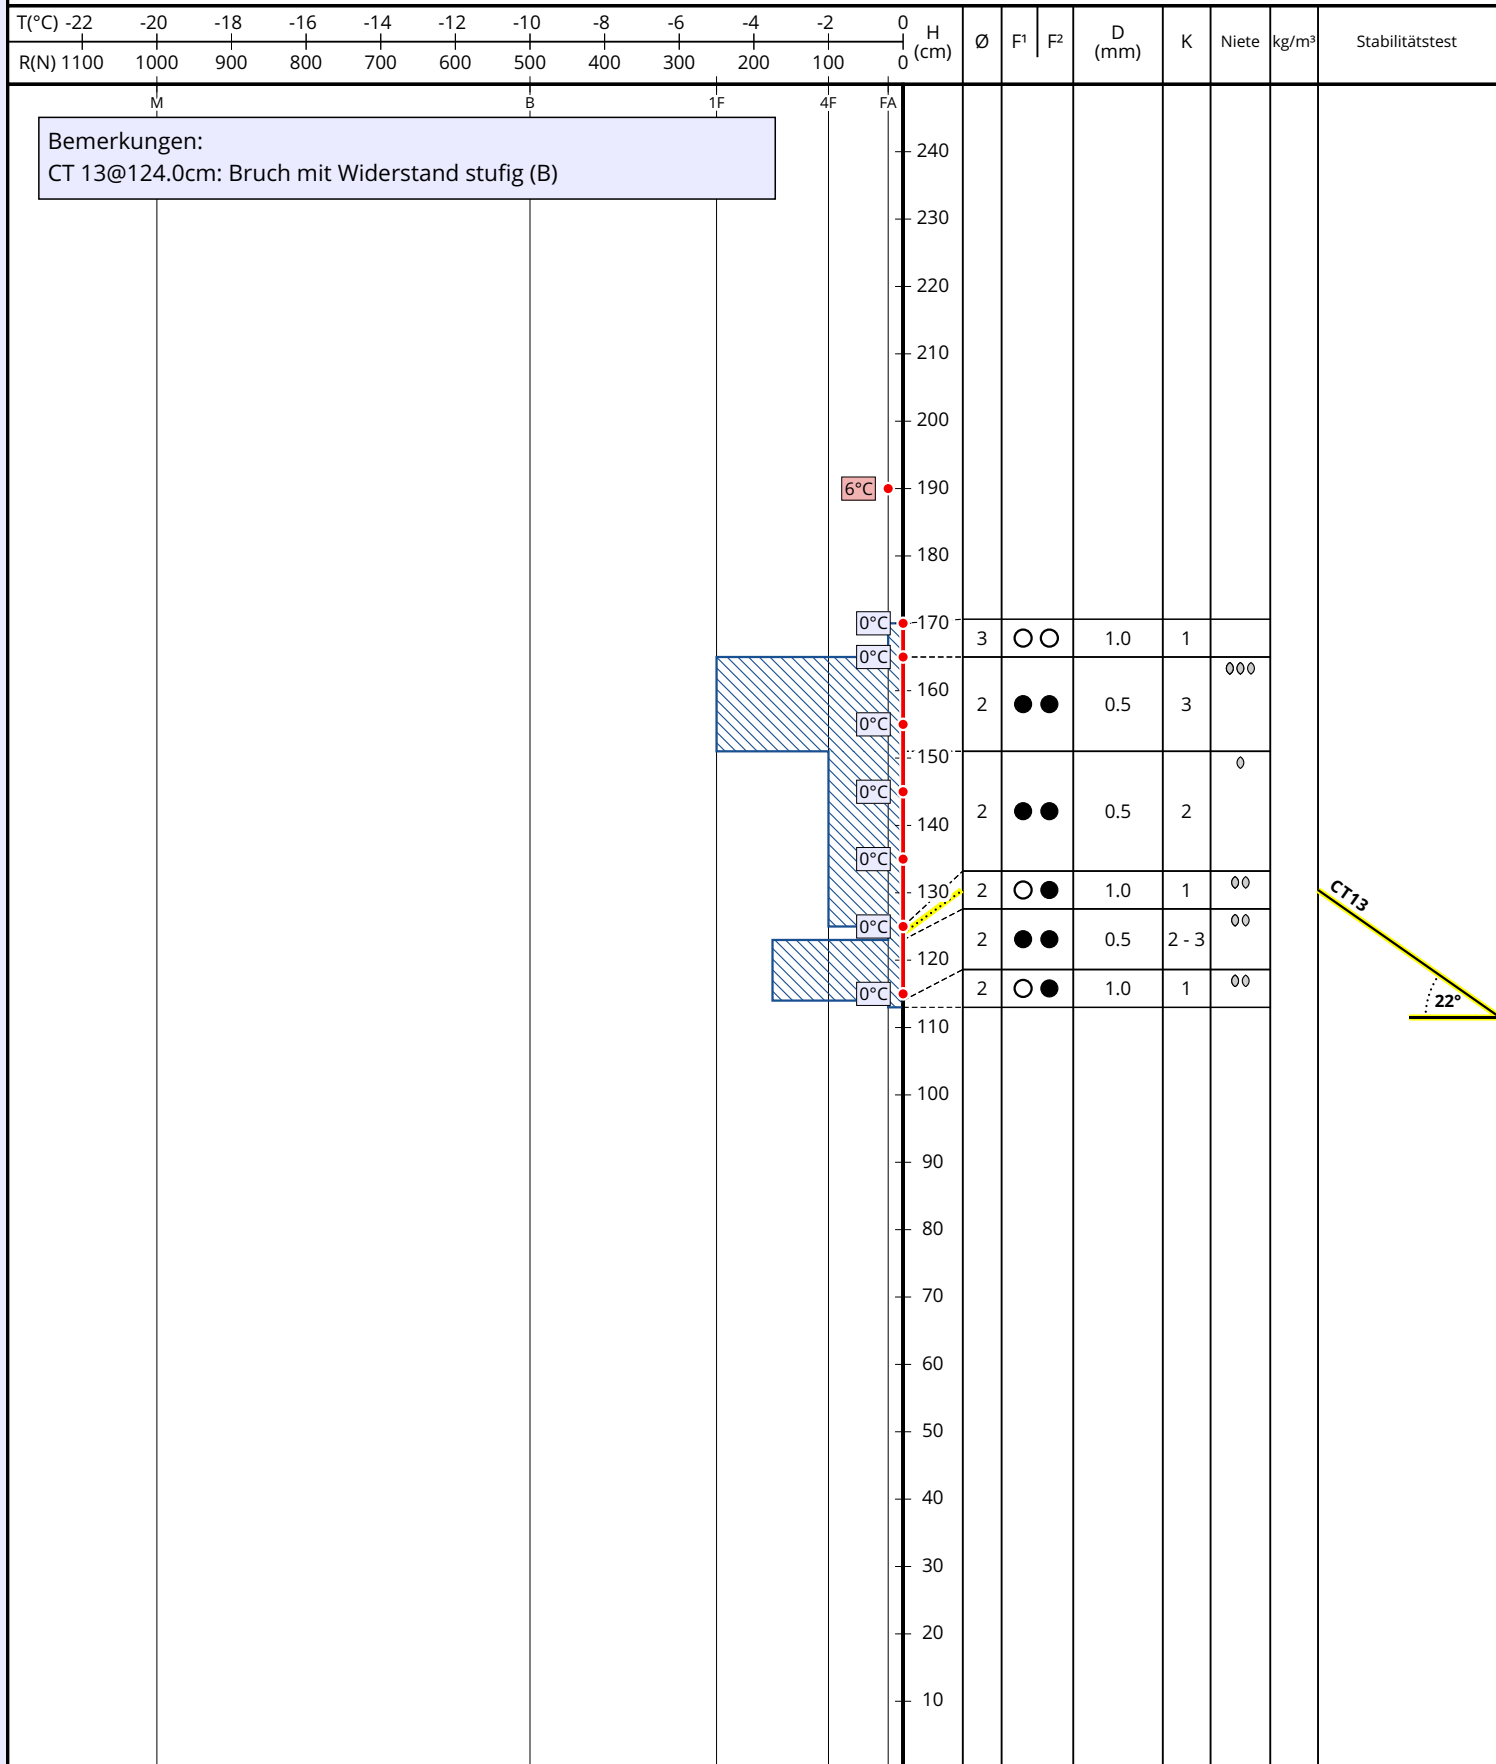 T(°C) -22 -20 -18 -16 -14 -12 -10 -8 -6 -4 -2 0
R(N) 1100 1000 900 800 700 600 500 400 300 200 100 0
H (cm) Ø F¹ F² D (mm) K Niete kg/m³ Stabilitätstest
M B 1F 4F FA
Bemerkungen:
CT 13@124.0cm: Bruch mit Widerstand stufig (B)
240
230
220
210
200
6°C 190
180
0°C 170
3 1.0 1
0°C
160
2 0.5 3
0°C
150
0°C
2 0.5 2
140
0°C
130 2 1.0 1 CT13
0°C
2 0.5 2 - 3
120
0°C 2 1.0 1 22°
110
100
90
80
70
60
50
40
30
20
10